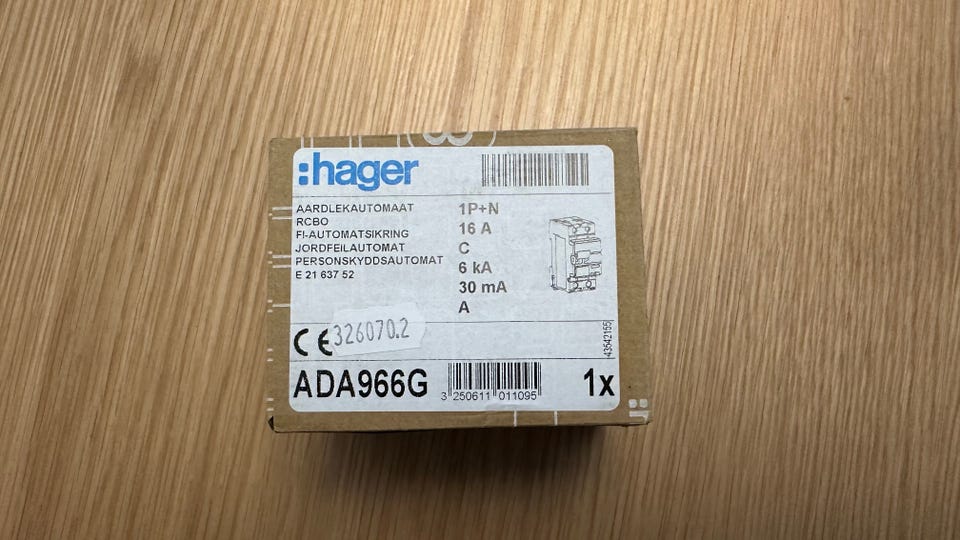 :hager
AARDLEKAUTOMAAT
RCBO
FI-AUTOMATSIKRING
JORDFEILAUTOMAT
PERSONSKYDDSAUTOMAT
E 21 637 52
1P+N
16 A
C
6 kA
30 mA
A
43542155
CE
326070.2
ADA966G
3 250611 011095
1x